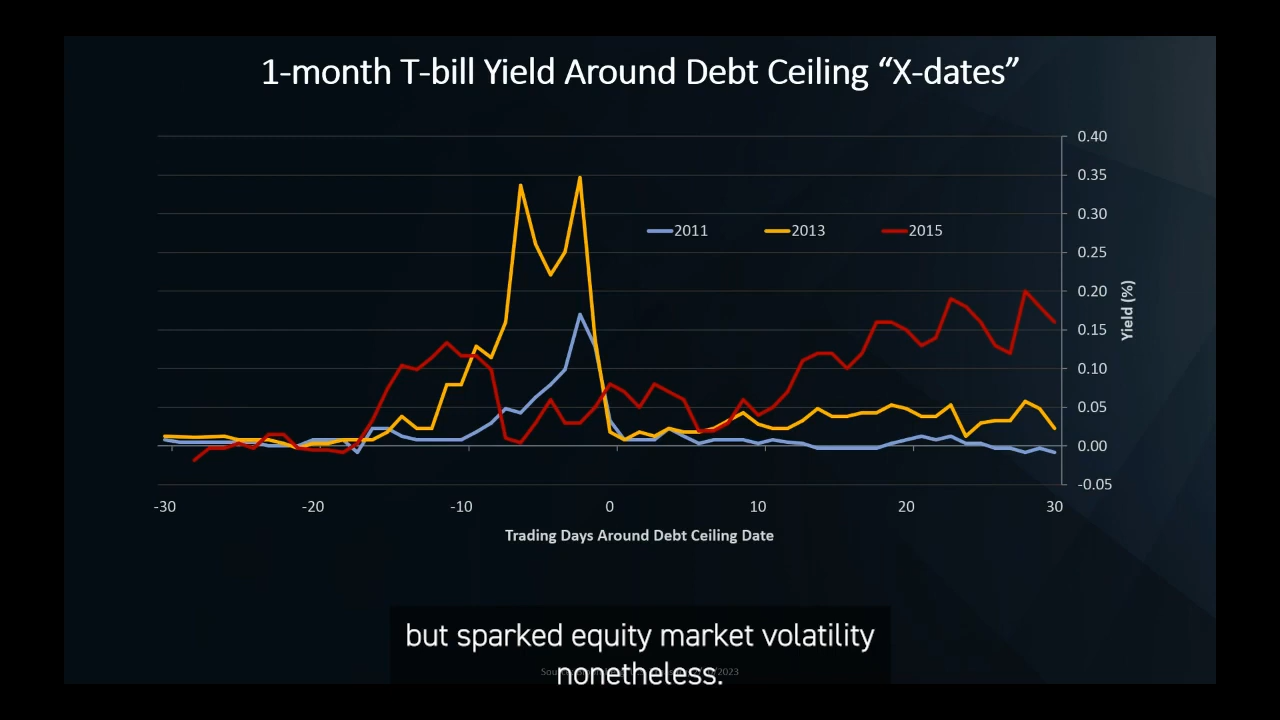 1-month T-bill Yield Around Debt Ceiling “X-dates”
0.40
0.35
0.30
2011 2013 2015
0.25
0.20
0.15
0.10
0.05
0.00
-0.05
Yield (%)
-30 -20 -10 0 10 20 30
Trading Days Around Debt Ceiling Date
but sparked equity market volatility
nonetheless.